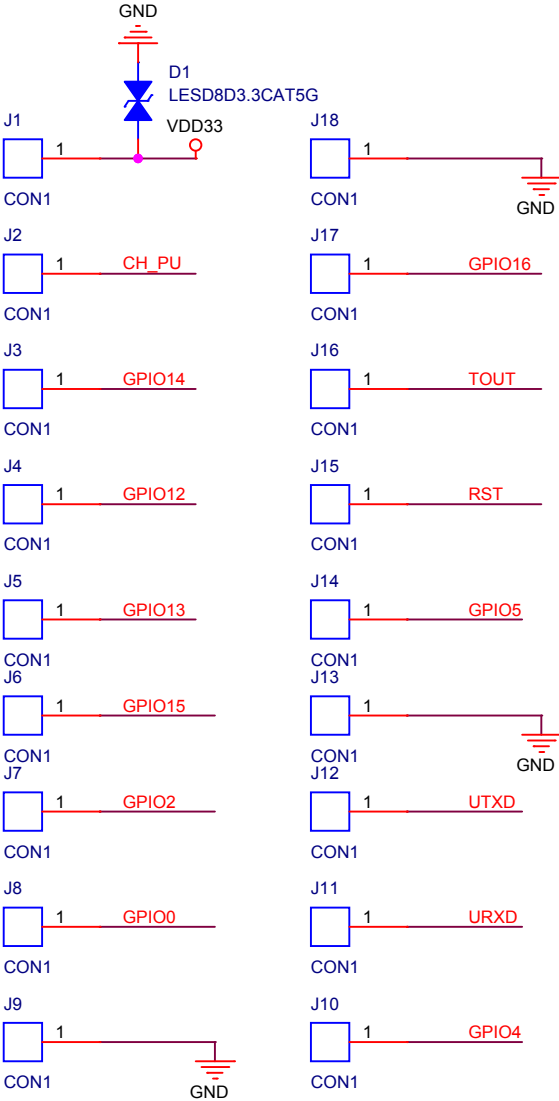 GND
D1
LESD8D3.3CAT5G
VDD33
J1
1
CON1
J2
1
CH_PU
CON1
J3
1
GPIO14
CON1
J4
1
GPIO12
CON1
J5
1
GPIO13
CON1
J6
1
GPIO15
CON1
J7
1
GPIO2
CON1
J8
1
GPIO0
CON1
J9
1
CON1
GND
J18
1
CON1
GND
J17
1
GPIO16
CON1
J16
1
TOUT
CON1
J15
1
RST
CON1
J14
1
GPIO5
CON1
J13
1
CON1
GND
J12
1
UTXD
CON1
J11
1
URXD
CON1
J10
1
GPIO4
CON1